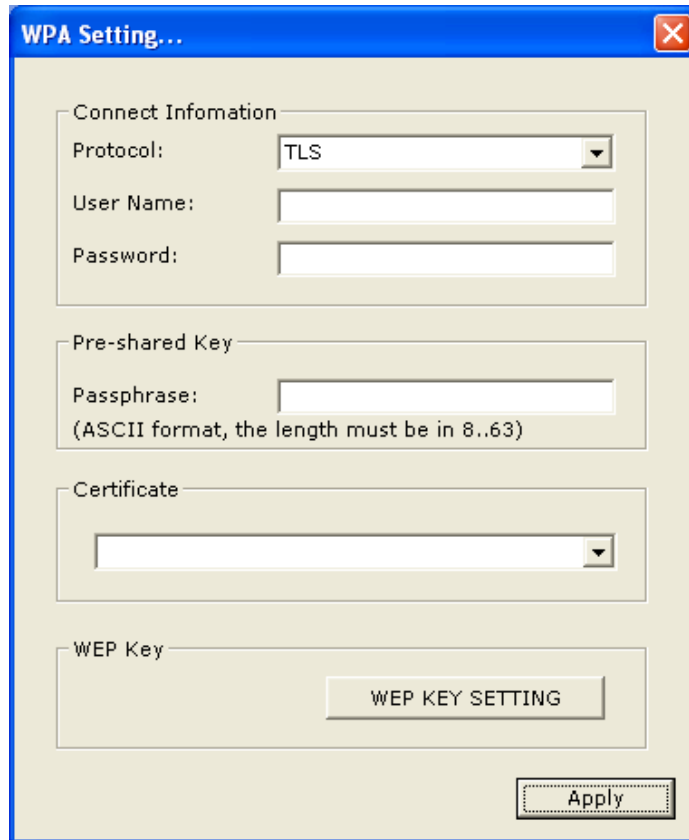 WPA Setting...
Connect Infomation
Protocol:
TLS
User Name:
Password:
Pre-shared Key
Passphrase:
(ASCII format, the length must be in 8..63)
Certificate
WEP Key
WEP KEY SETTING
Apply